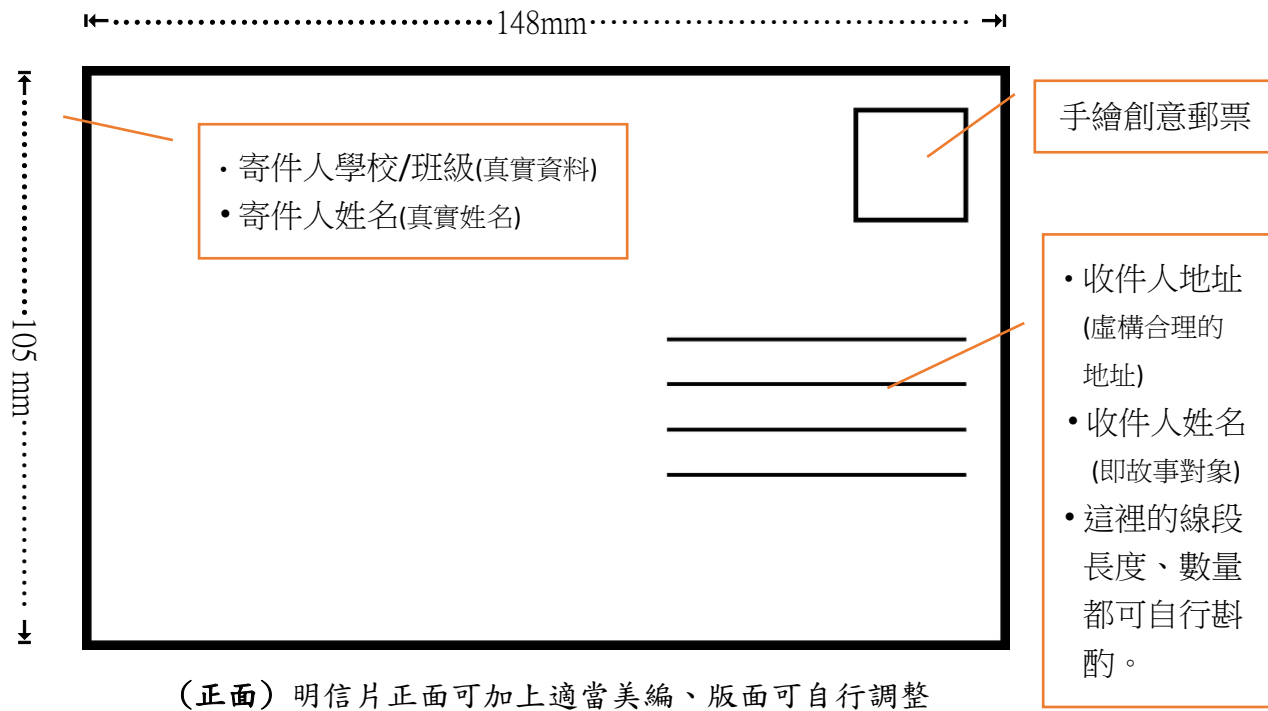 148mm
105 mm
・寄件人學校/班級(真實資料)
•寄件人姓名(真實姓名)
手繪創意郵票
・收件人地址
(虛構合理的
地址)
•收件人姓名
(即故事對象)
•這裡的線段
長度、數量
都可自行斟
酌。
（正面）明信片正面可加上適當美編、版面可自行調整